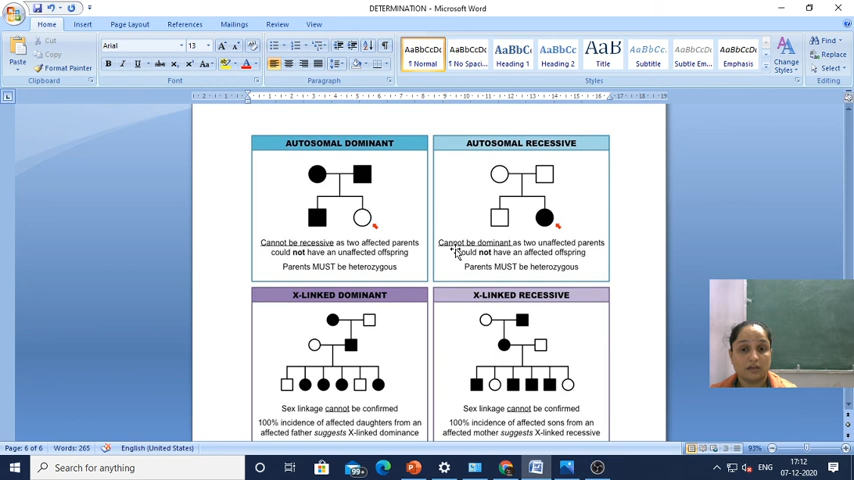 DETERMINATION - Microsoft Word
Home Insert Page Layout References Mailings Review View
Paste
Cut
Copy
Format Painter
Clipboard
Arial 13
Font
Paragraph
AaBbCcDc AaBbCcDc AaBbCc AaBbCc AaB AaBbCc. AaBbCcDt AaBbCcDt
¶ Normal ¶ No Spaci... Heading 1 Heading 2 Title Subtitle Subtle Em... Emphasis
Change Styles
Styles
Find
Replace
Select
Editing
AUTOSOMAL DOMINANT
Cannot be recessive as two affected parents
could not have an unaffected offspring
Parents MUST be heterozygous
AUTOSOMAL RECESSIVE
Cannot be dominant as two unaffected parents
could not have an affected offspring
Parents MUST be heterozygous
X-LINKED DOMINANT
Sex linkage cannot be confirmed
100% incidence of affected daughters from an
affected father suggests X-linked dominance
X-LINKED RECESSIVE
Sex linkage cannot be confirmed
100% incidence of affected sons from an
affected mother suggests X-linked recessive
Page: 6 of 6 Words: 265 English (United States) 93%
Search for anything
99+
ENG
17:12
07-12-2020